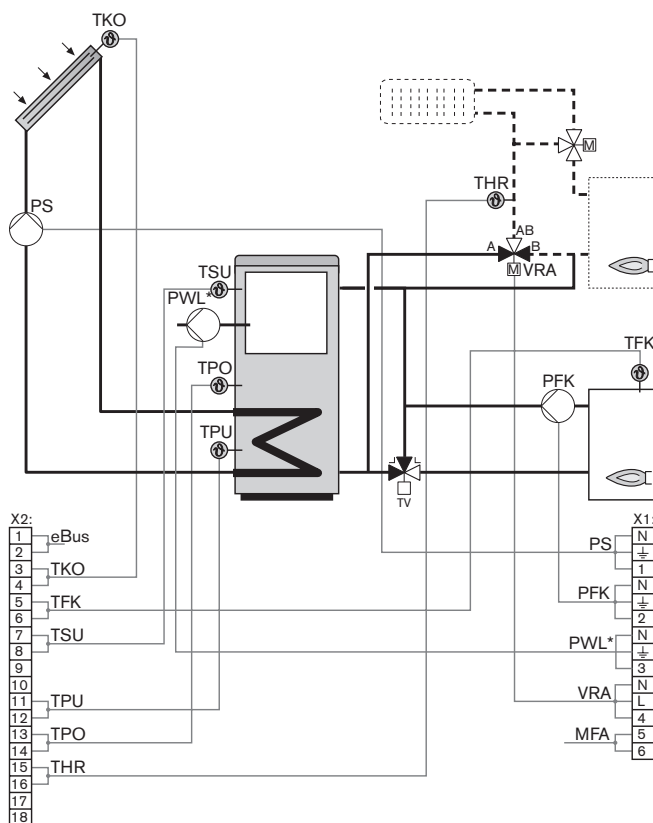 TKO
PS
THR
AB
A
B
M
M
VRA
TSU
PWL*
TPO
TPU
TFK
PFK
TV
X2:
1
eBus
2
3
TKO
4
5
TFK
6
7
TSU
8
9
10
11
TPU
12
13
TPO
14
15
THR
16
17
18
X1:
N
PS
1
N
PFK
2
N
PWL*
3
N
VRA
L
4
MFA
5
6